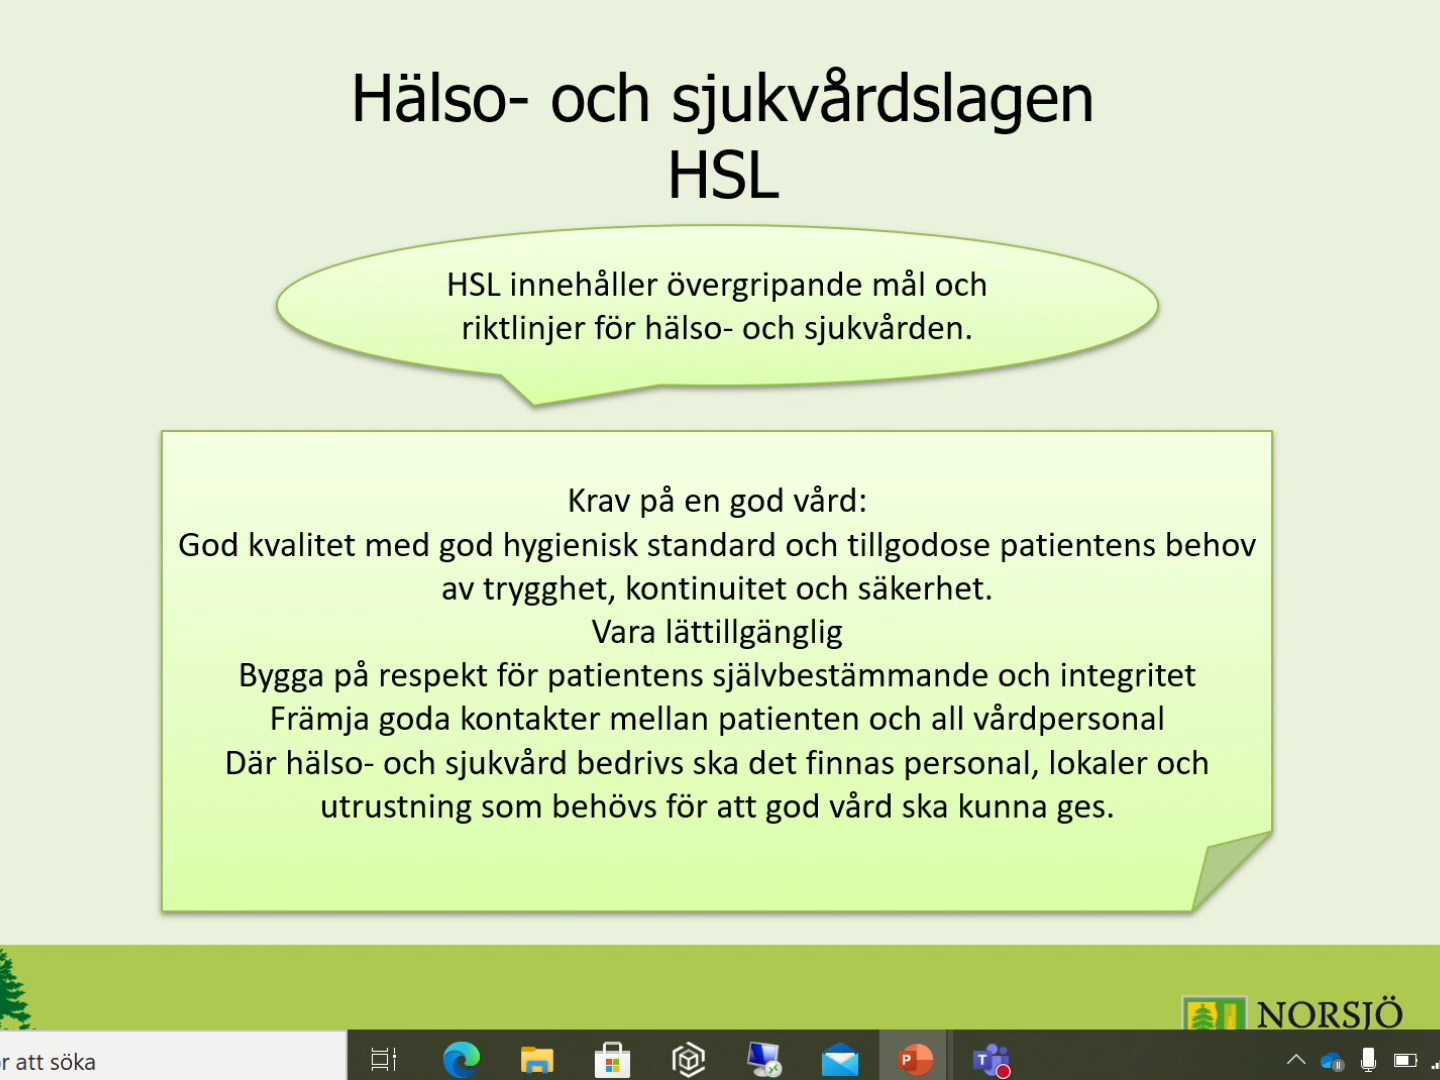 Hälso- och sjukvårdslagen
HSL
HSL innehåller övergripande mål och
riktlinjer för hälso- och sjukvården.
Krav på en god vård:
God kvalitet med god hygienisk standard och tillgodose patientens behov
av trygghet, kontinuitet och säkerhet.
Vara lättillgänglig
Bygga på respekt för patientens självbestämmande och integritet
Främja goda kontakter mellan patienten och all vårdpersonal
Där hälso- och sjukvård bedrivs ska det finnas personal, lokaler och
utrustning som behövs för att god vård ska kunna ges.
NORSJÖ
r att söka